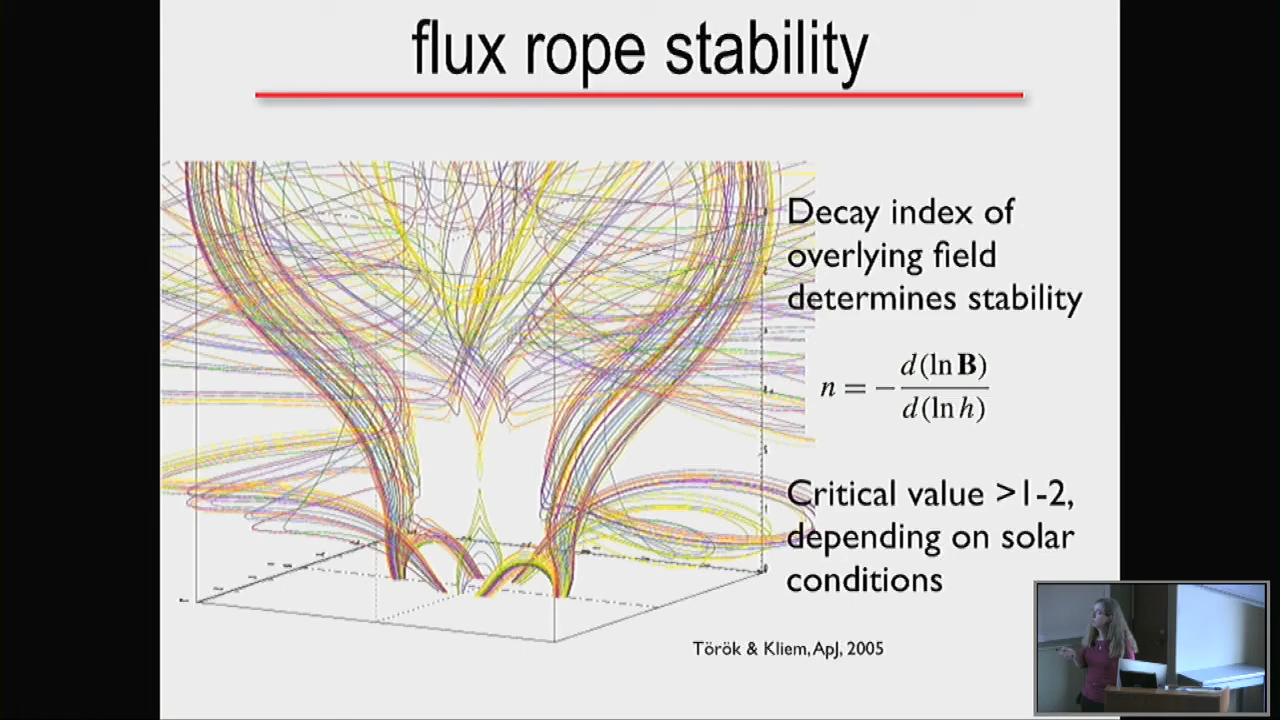 flux rope stability
Decay index of
overlying field
determines stability
n = − d(ln B) / d(ln h)
Critical value >1-2,
depending on solar
conditions
Török & Kliem, ApJ, 2005